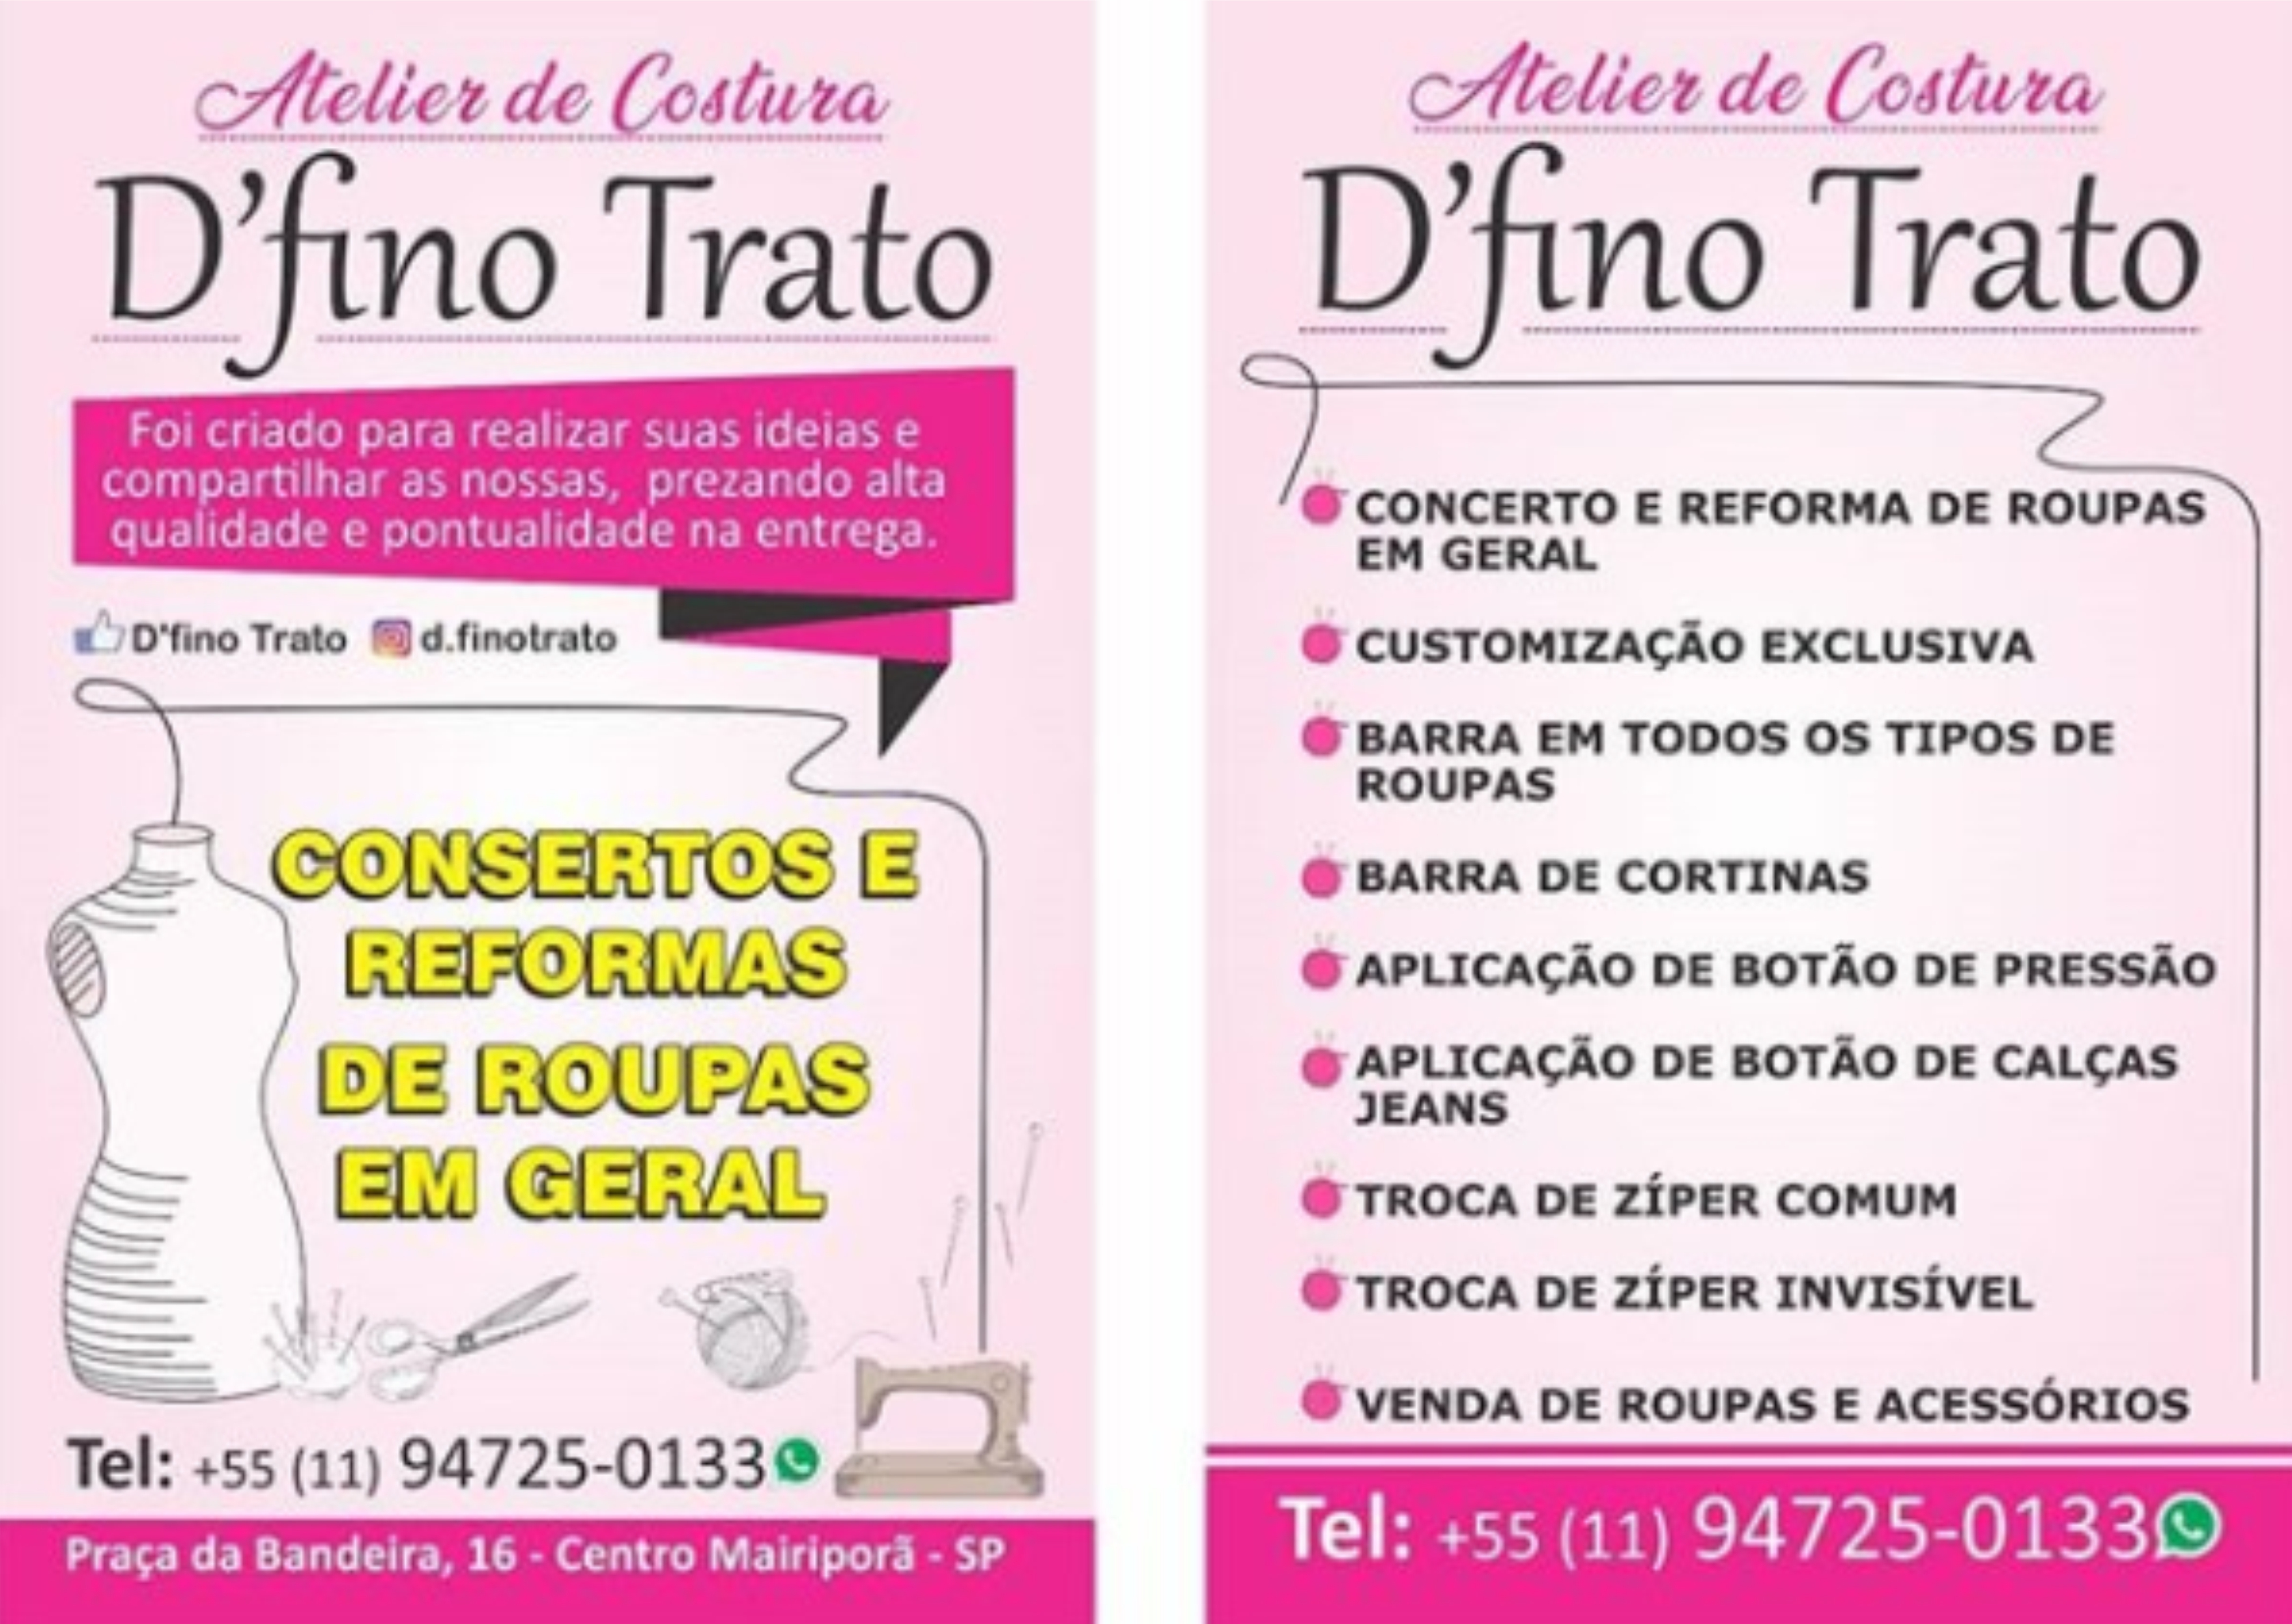 Atelier de Costura
D'fino Trato
Foi criado para realizar suas ideias e
compartilhar as nossas, prezando alta
qualidade e pontualidade na entrega.
D'fino Trato d.finotrato
CONSERTOS E
REFORMAS
DE ROUPAS
EM GERAL
Tel: +55 (11) 94725-0133
Praça da Bandeira, 16 - Centro Mairiporã - SP
Atelier de Costura
D'fino Trato
CONCERTO E REFORMA DE ROUPAS
EM GERAL
CUSTOMIZAÇÃO EXCLUSIVA
BARRA EM TODOS OS TIPOS DE
ROUPAS
BARRA DE CORTINAS
APLICAÇÃO DE BOTÃO DE PRESSÃO
APLICAÇÃO DE BOTÃO DE CALÇAS
JEANS
TROCA DE ZÍPER COMUM
TROCA DE ZÍPER INVISÍVEL
VENDA DE ROUPAS E ACESSÓRIOS
Tel: +55 (11) 94725-0133